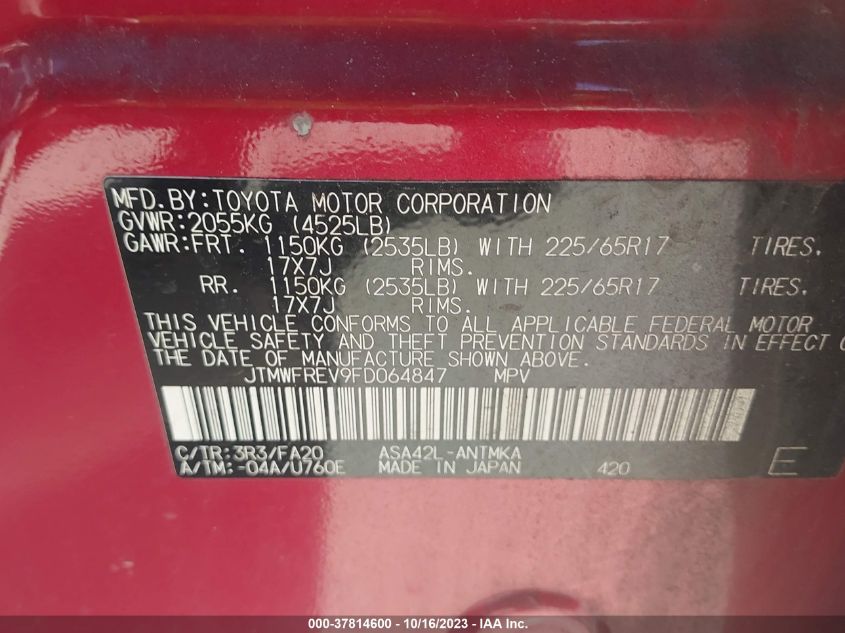 MFD.BY:TOYOTA MOTOR CORPORATION
GVWR:2055KG (4525LB)
GAWR:FRT. 1150KG (2535LB) WITH 225/65R17 TIRES.
17X7J RIMS.
RR. 1150KG (2535LB) WITH 225/65R17 TIRES.
17X7J RIMS.
THIS VEHICLE CONFORMS TO ALL APPLICABLE FEDERAL MOTOR
VEHICLE SAFETY AND THEFT PREVENTION STANDARDS IN EFFECT
THE DATE OF MANUFACTURE SHOWN ABOVE.
JTMWFREV9FD064847 MPV
C/TR:3R3/FA20 ASA42L-ANTMKA
A/TM:-04A/U760E MADE IN JAPAN 420 E
000-37814600 - 10/16/2023 - IAA Inc.